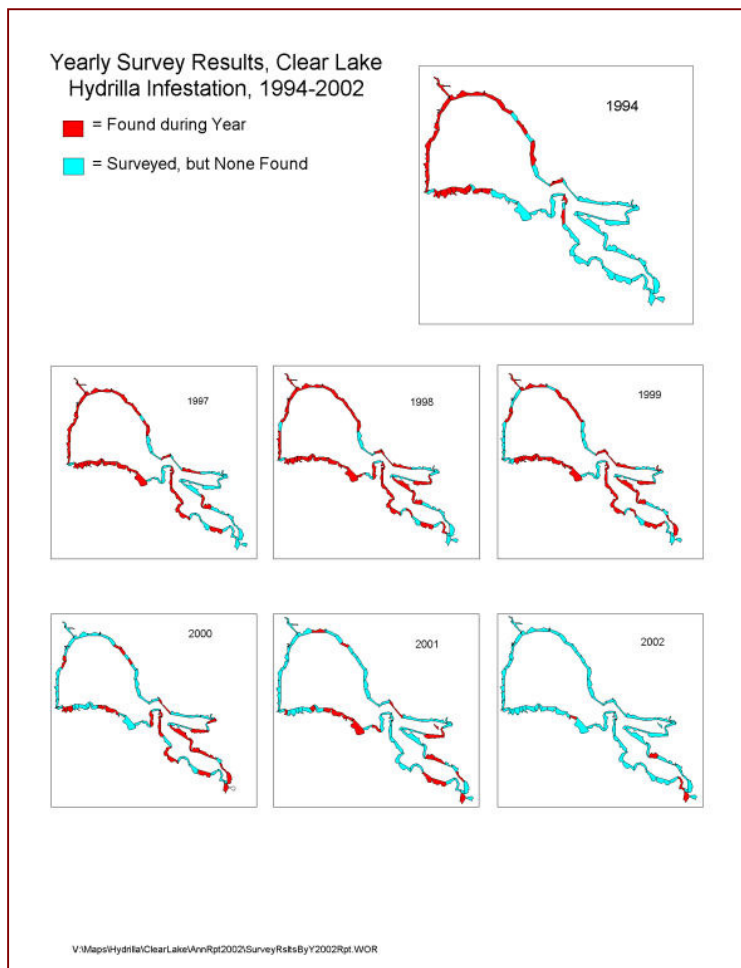 Yearly Survey Results, Clear Lake
Hydrilla Infestation, 1994-2002
= Found during Year
= Surveyed, but None Found
1994
1997
1998
1999
2000
2001
2002
V:\Maps\Hydrilla\ClearLake\AnnRpt2002\SurveyRsltsByY2002Rpt.WOR